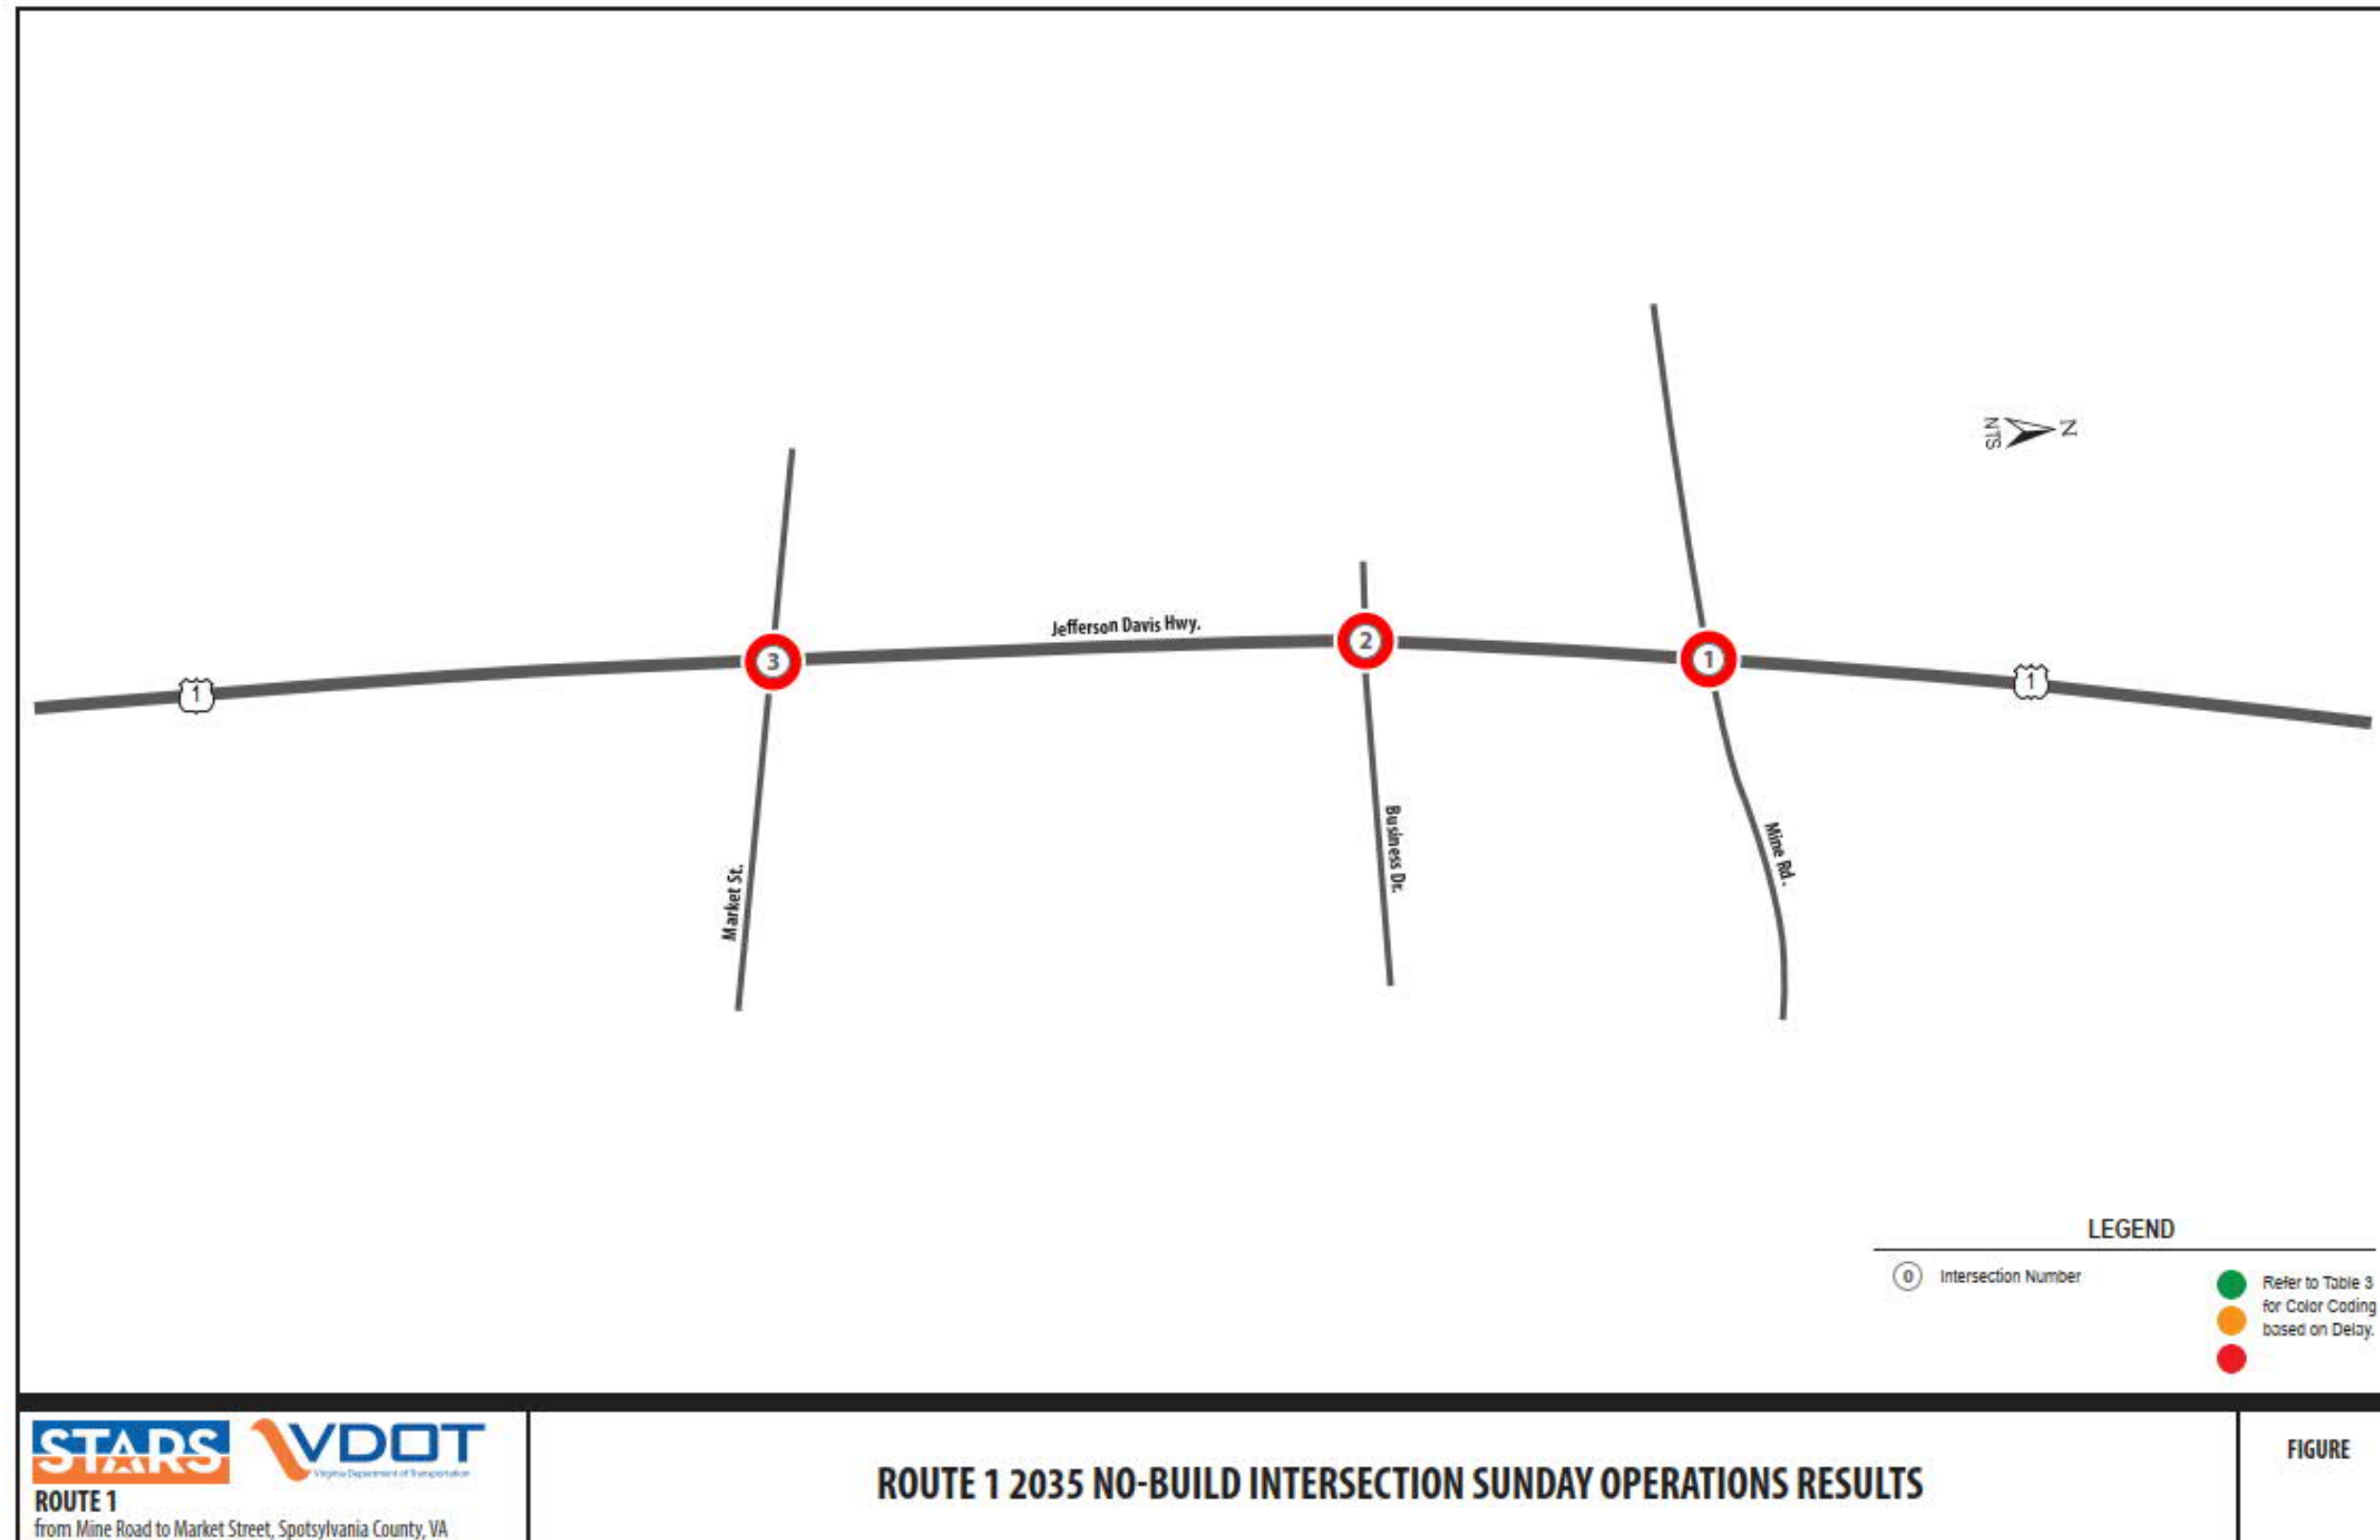 N
NTS
Jefferson Davis Hwy.
3
2
1
1
1
Market St.
Business Dr.
Mine Rd.
LEGEND
0 Intersection Number
Refer to Table 3
for Color Coding
based on Delay.
STARS
VDOT
Virginia Department of Transportation
ROUTE 1
from Mine Road to Market Street, Spotsylvania County, VA
ROUTE 1 2035 NO-BUILD INTERSECTION SUNDAY OPERATIONS RESULTS
FIGURE